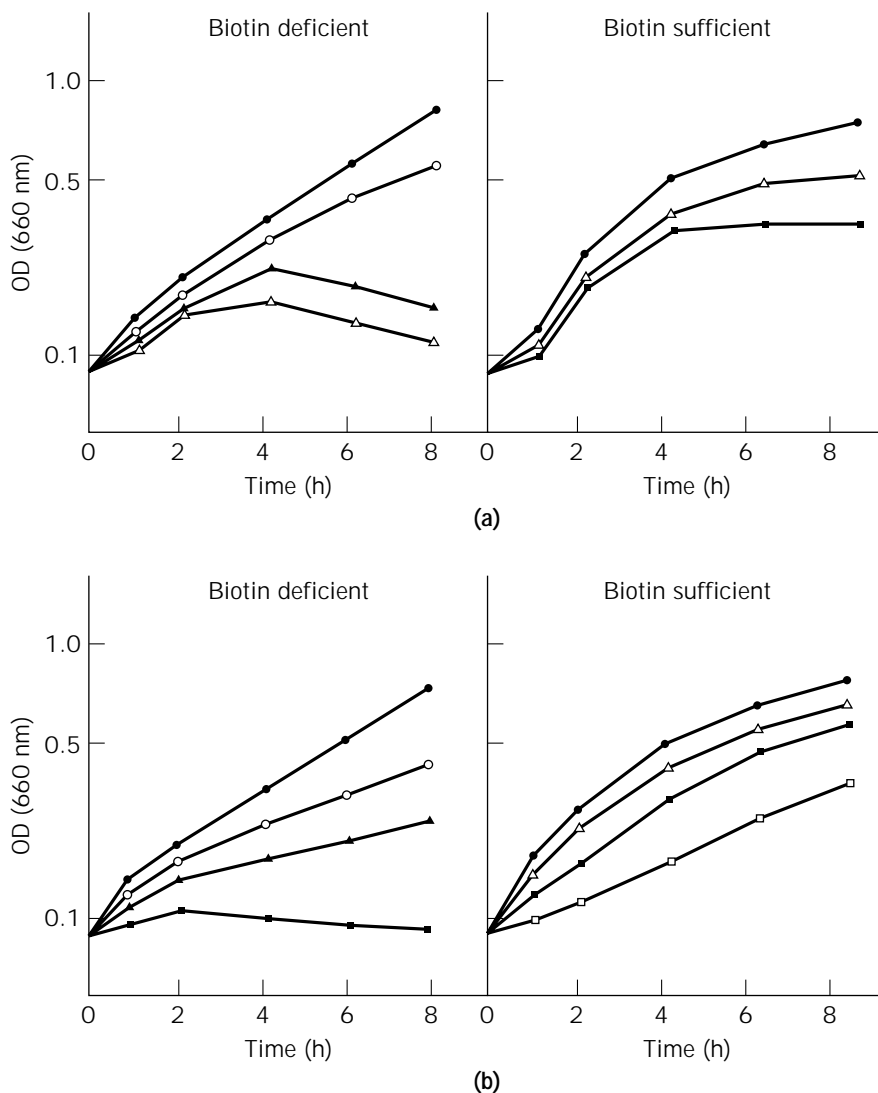 Biotin deficient
Biotin sufficient
1.0
0.5
0.1
OD (660 nm)
0 2 4 6 8 0 2 4 6 8
Time (h)
Time (h)
(a)
Biotin deficient
Biotin sufficient
1.0
0.5
0.1
OD (660 nm)
0 2 4 6 8 0 2 4 6 8
Time (h)
Time (h)
(b)